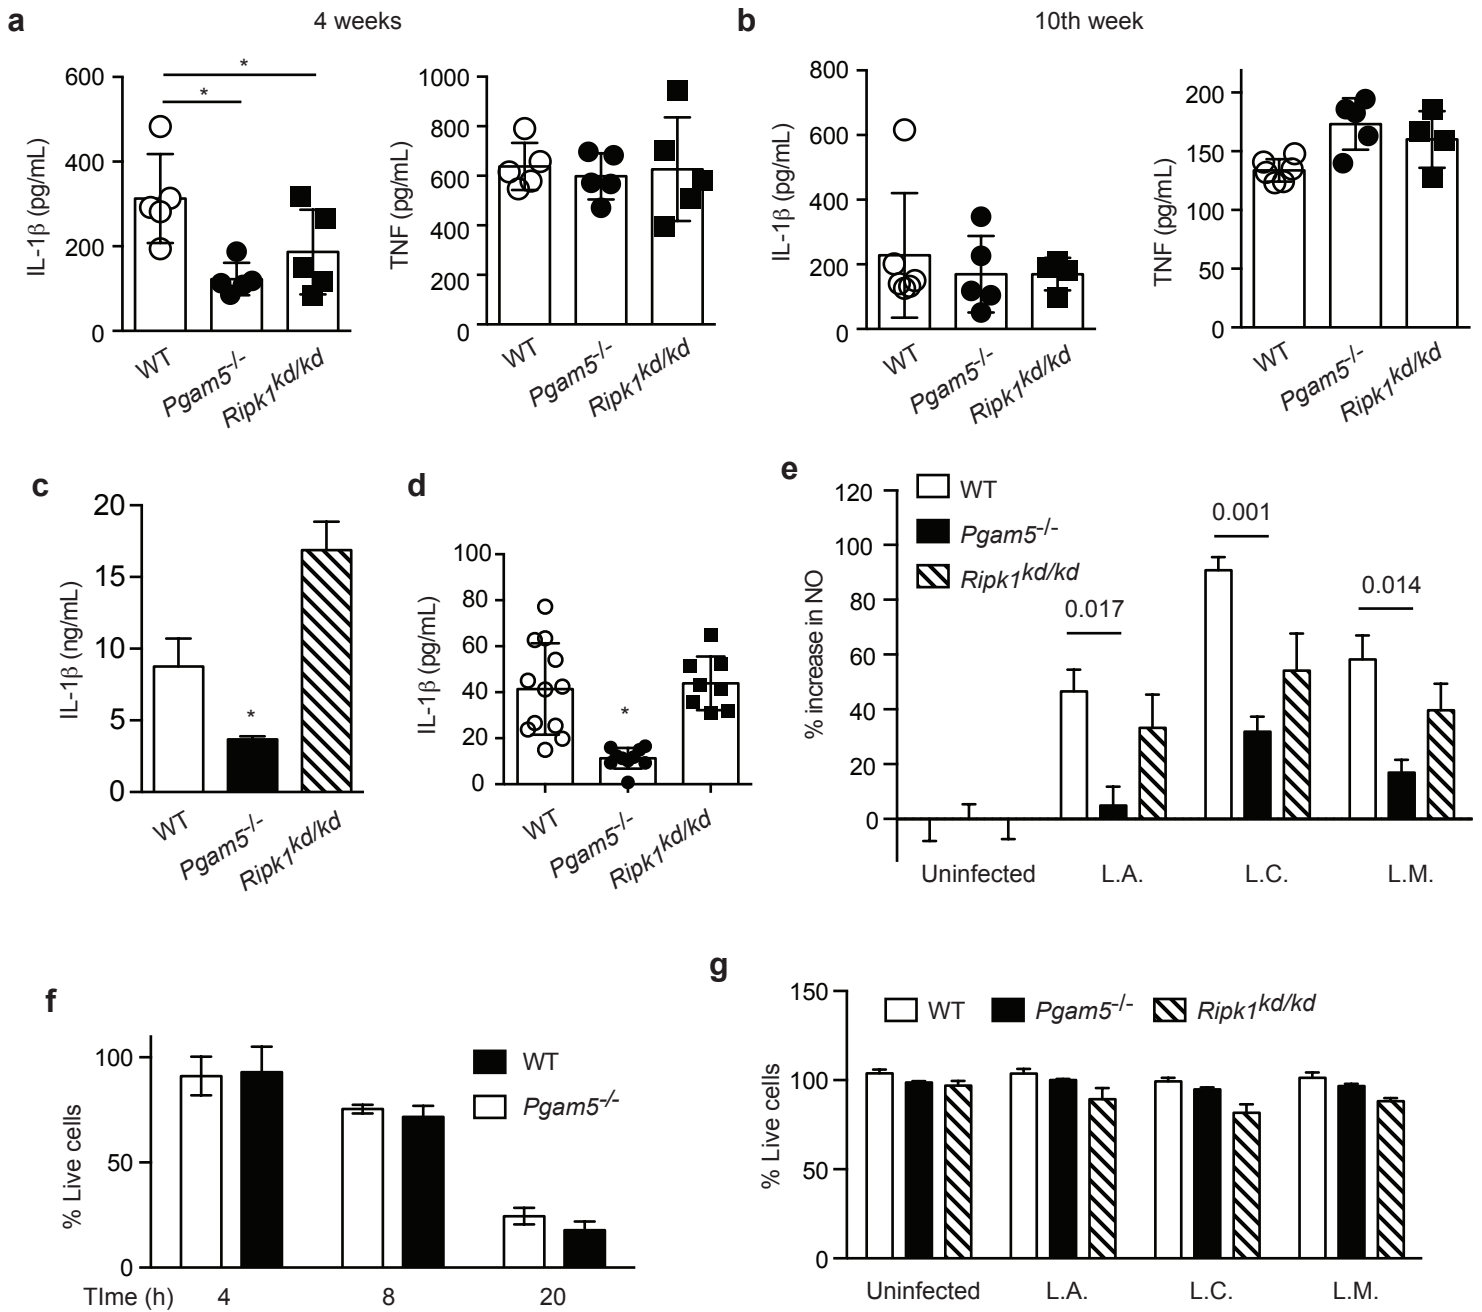 a
4 weeks
b
10th week
600
400
200
0
IL-1β (pg/mL)
*
*
WT
Pgam5-/-
Ripk1kd/kd
1000
800
600
400
200
0
TNF (pg/mL)
WT
Pgam5-/-
Ripk1kd/kd
800
600
400
200
0
IL-1β (pg/mL)
WT
Pgam5-/-
Ripk1kd/kd
200
150
100
50
0
TNF (pg/mL)
WT
Pgam5-/-
Ripk1kd/kd
c
20
15
10
5
0
IL-1β (ng/mL)
*
WT
Pgam5-/-
Ripk1kd/kd
d
100
80
60
40
20
0
IL-1β (pg/mL)
*
WT
Pgam5-/-
Ripk1kd/kd
e
120
100
80
60
40
20
0
% increase in NO
WT
Pgam5-/-
Ripk1kd/kd
0.017
0.001
0.014
Uninfected
L.A.
L.C.
L.M.
f
100
50
0
% Live cells
WT
Pgam5-/-
TIme (h)
4
8
20
g
150
100
50
0
% Live cells
WT
Pgam5-/-
Ripk1kd/kd
Uninfected
L.A.
L.C.
L.M.